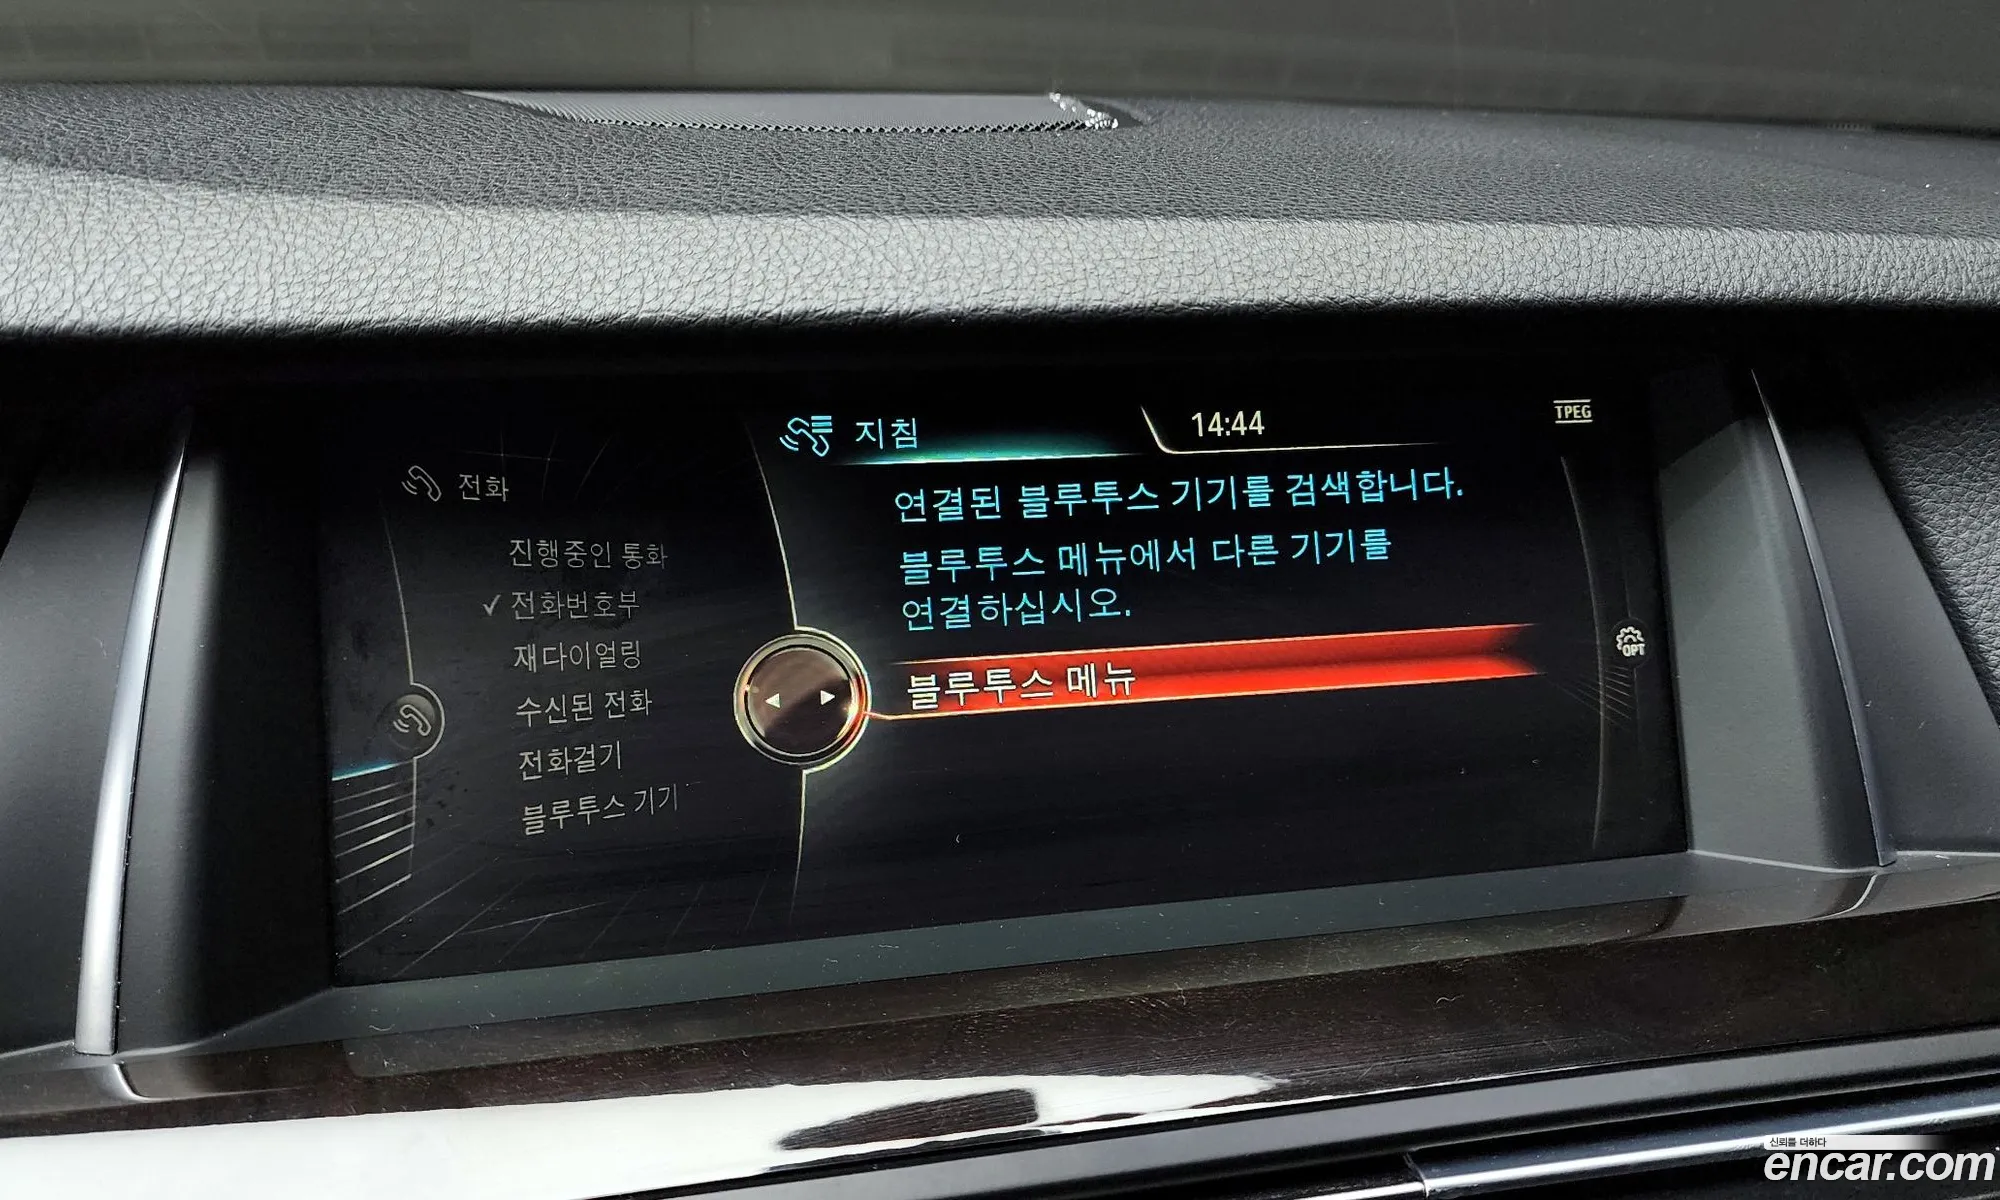 전화
진행중인 통화
✓ 전화번호부
재다이얼링
수신된 전화
전화걸기
블루투스 기기
지침
14:44
TPEG
연결된 블루투스 기기를 검색합니다.
블루투스 메뉴에서 다른 기기를
연결하십시오.
블루투스 메뉴
OPT
신뢰를 더하다
encar.com